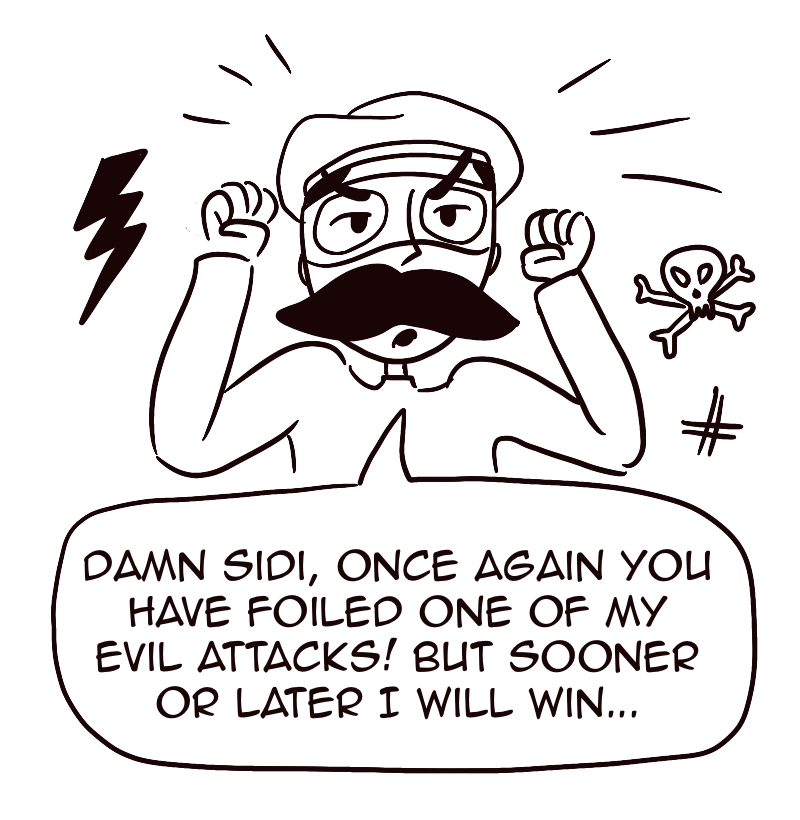 DAMN SIDI, ONCE AGAIN YOU
HAVE FOILED ONE OF MY
EVIL ATTACKS! BUT SOONER
OR LATER I WILL WIN...